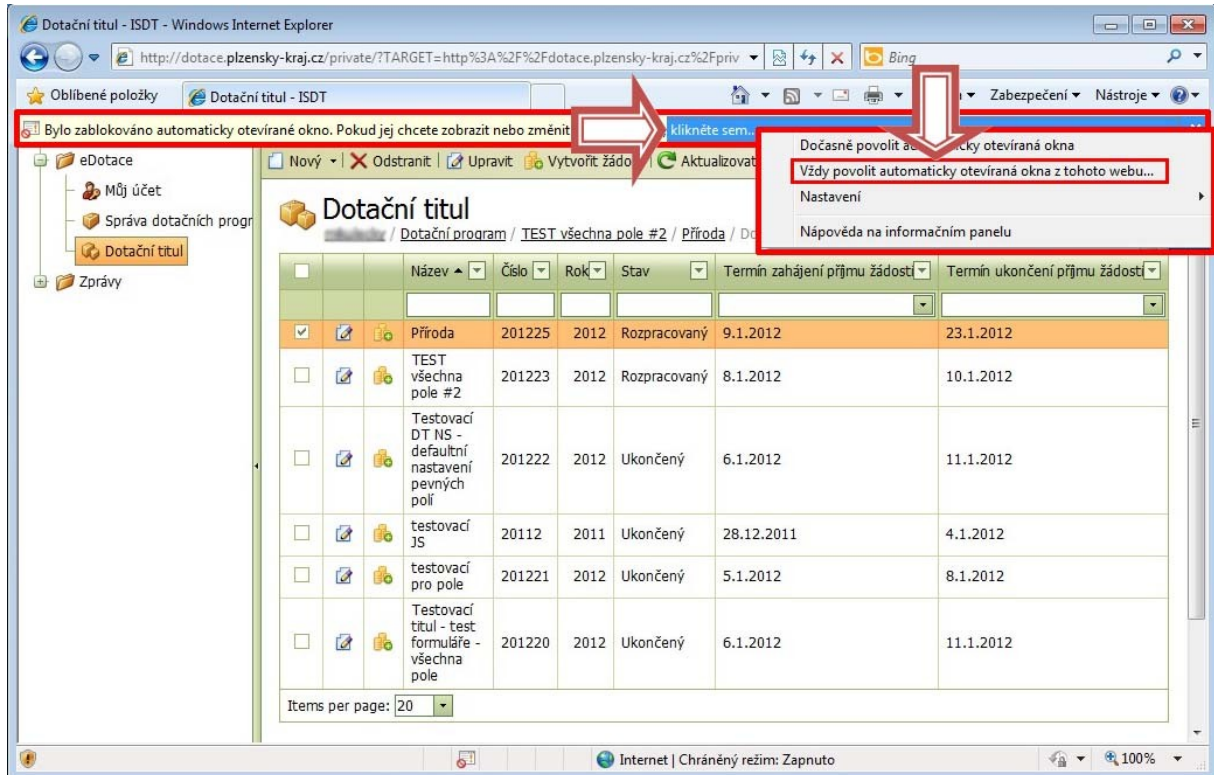 Dotační titul - ISDT - Windows Internet Explorer
http://dotace.plzensky-kraj.cz/private/?TARGET=http%3A%2F%2Fdotace.plzensky-kraj.cz%2Fpriv
Bing
Oblíbené položky
Dotační titul - ISDT
Zabezpečení
Nástroje
Bylo zablokováno automaticky otevírané okno. Pokud jej chcete zobrazit nebo změnit
klikněte sem...
Dočasně povolit automaticky otevíraná okna
Vždy povolit automaticky otevíraná okna z tohoto webu...
Nastavení
Nápověda na informačním panelu
eDotace
Můj účet
Správa dotačních progr
Dotační titul
Zprávy
Nový Odstranit Upravit Vytvořit žádo Aktualizovat
Dotační titul
/ Dotační program / TEST všechna pole #2 / Příroda / Do
Název Číslo Rok Stav Termín zahájení příjmu žádosti Termín ukončení příjmu žádosti
Příroda 201225 2012 Rozpracovaný 9.1.2012 23.1.2012
TEST
všechna
pole #2
201223 2012 Rozpracovaný 8.1.2012 10.1.2012
Testovací
DT NS -
defaultní
nastavení
pevných
polí
201222 2012 Ukončený 6.1.2012 11.1.2012
testovací
JS
20112 2011 Ukončený 28.12.2011 4.1.2012
testovací
pro pole
201221 2012 Ukončený 5.1.2012 8.1.2012
Testovací
titul - test
formuláře -
všechna
pole
201220 2012 Ukončený 6.1.2012 11.1.2012
Items per page: 20
Internet | Chráněný režim: Zapnuto
100%